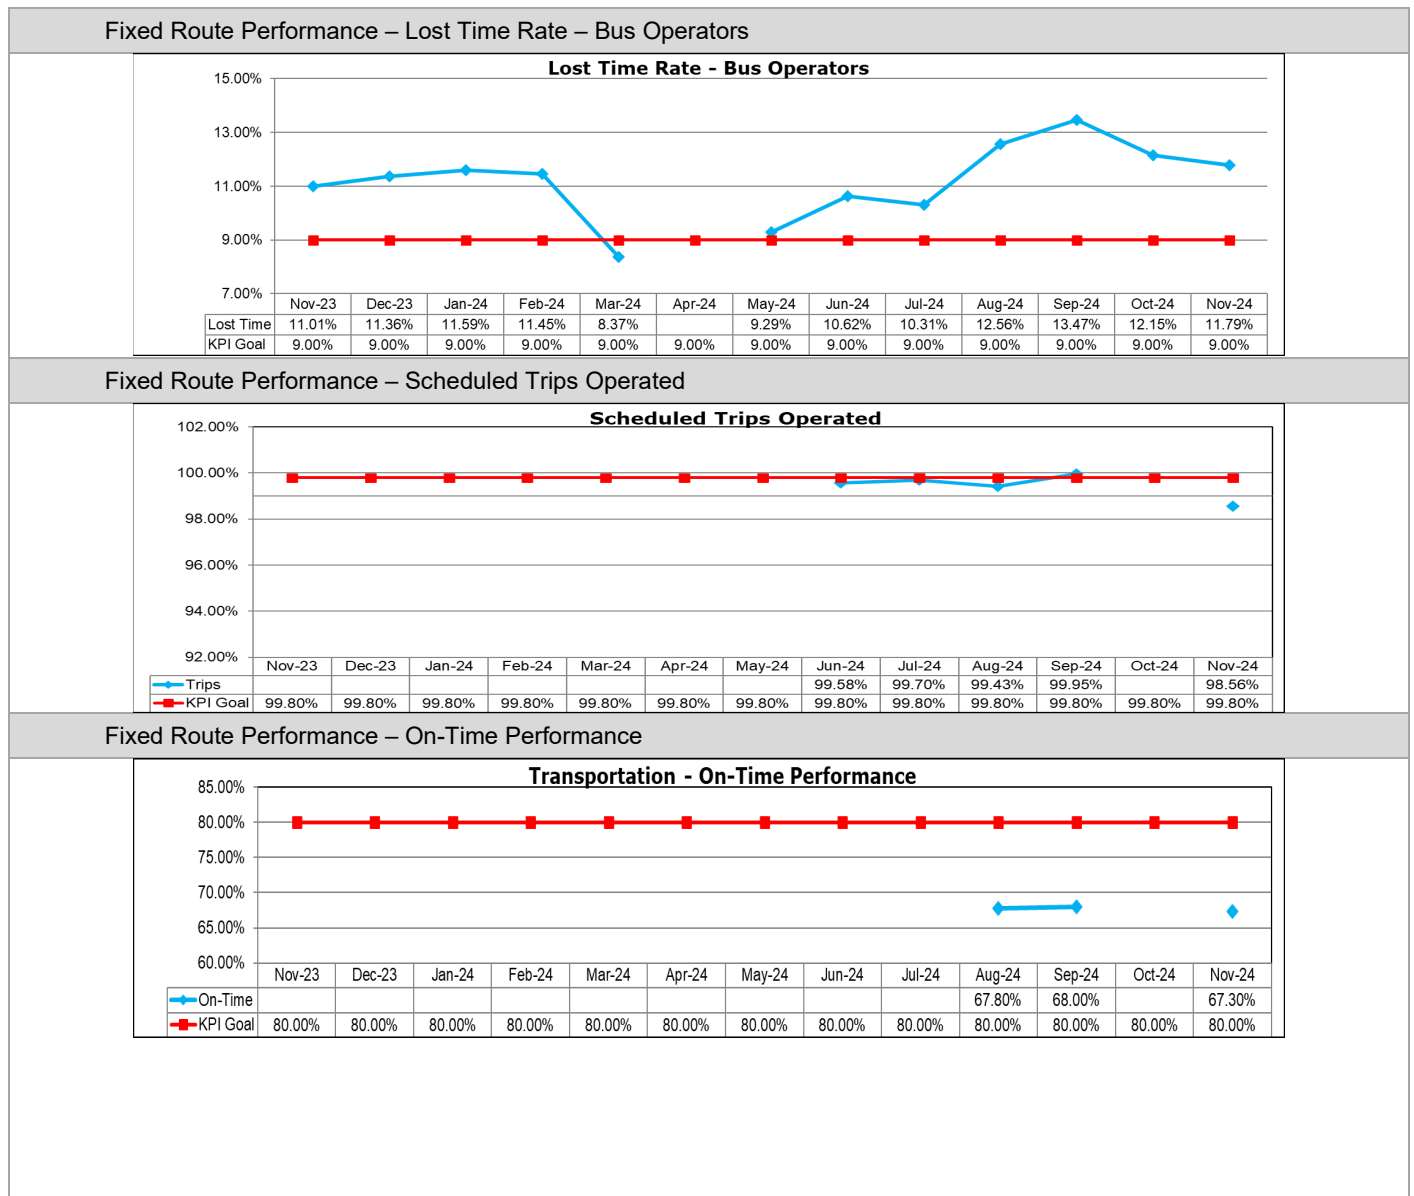 Fixed Route Performance – Lost Time Rate – Bus Operators
Lost Time Rate - Bus Operators
15.00%
13.00%
11.00%
9.00%
7.00%
Nov-23 Dec-23 Jan-24 Feb-24 Mar-24 Apr-24 May-24 Jun-24 Jul-24 Aug-24 Sep-24 Oct-24 Nov-24
Lost Time 11.01% 11.36% 11.59% 11.45% 8.37% 9.29% 10.62% 10.31% 12.56% 13.47% 12.15% 11.79%
KPI Goal 9.00% 9.00% 9.00% 9.00% 9.00% 9.00% 9.00% 9.00% 9.00% 9.00% 9.00% 9.00% 9.00%
Fixed Route Performance – Scheduled Trips Operated
Scheduled Trips Operated
102.00%
100.00%
98.00%
96.00%
94.00%
92.00%
Nov-23 Dec-23 Jan-24 Feb-24 Mar-24 Apr-24 May-24 Jun-24 Jul-24 Aug-24 Sep-24 Oct-24 Nov-24
Trips 99.58% 99.70% 99.43% 99.95% 98.56%
KPI Goal 99.80% 99.80% 99.80% 99.80% 99.80% 99.80% 99.80% 99.80% 99.80% 99.80% 99.80% 99.80% 99.80%
Fixed Route Performance – On-Time Performance
Transportation - On-Time Performance
85.00%
80.00%
75.00%
70.00%
65.00%
60.00%
Nov-23 Dec-23 Jan-24 Feb-24 Mar-24 Apr-24 May-24 Jun-24 Jul-24 Aug-24 Sep-24 Oct-24 Nov-24
On-Time 67.80% 68.00% 67.30%
KPI Goal 80.00% 80.00% 80.00% 80.00% 80.00% 80.00% 80.00% 80.00% 80.00% 80.00% 80.00% 80.00% 80.00%